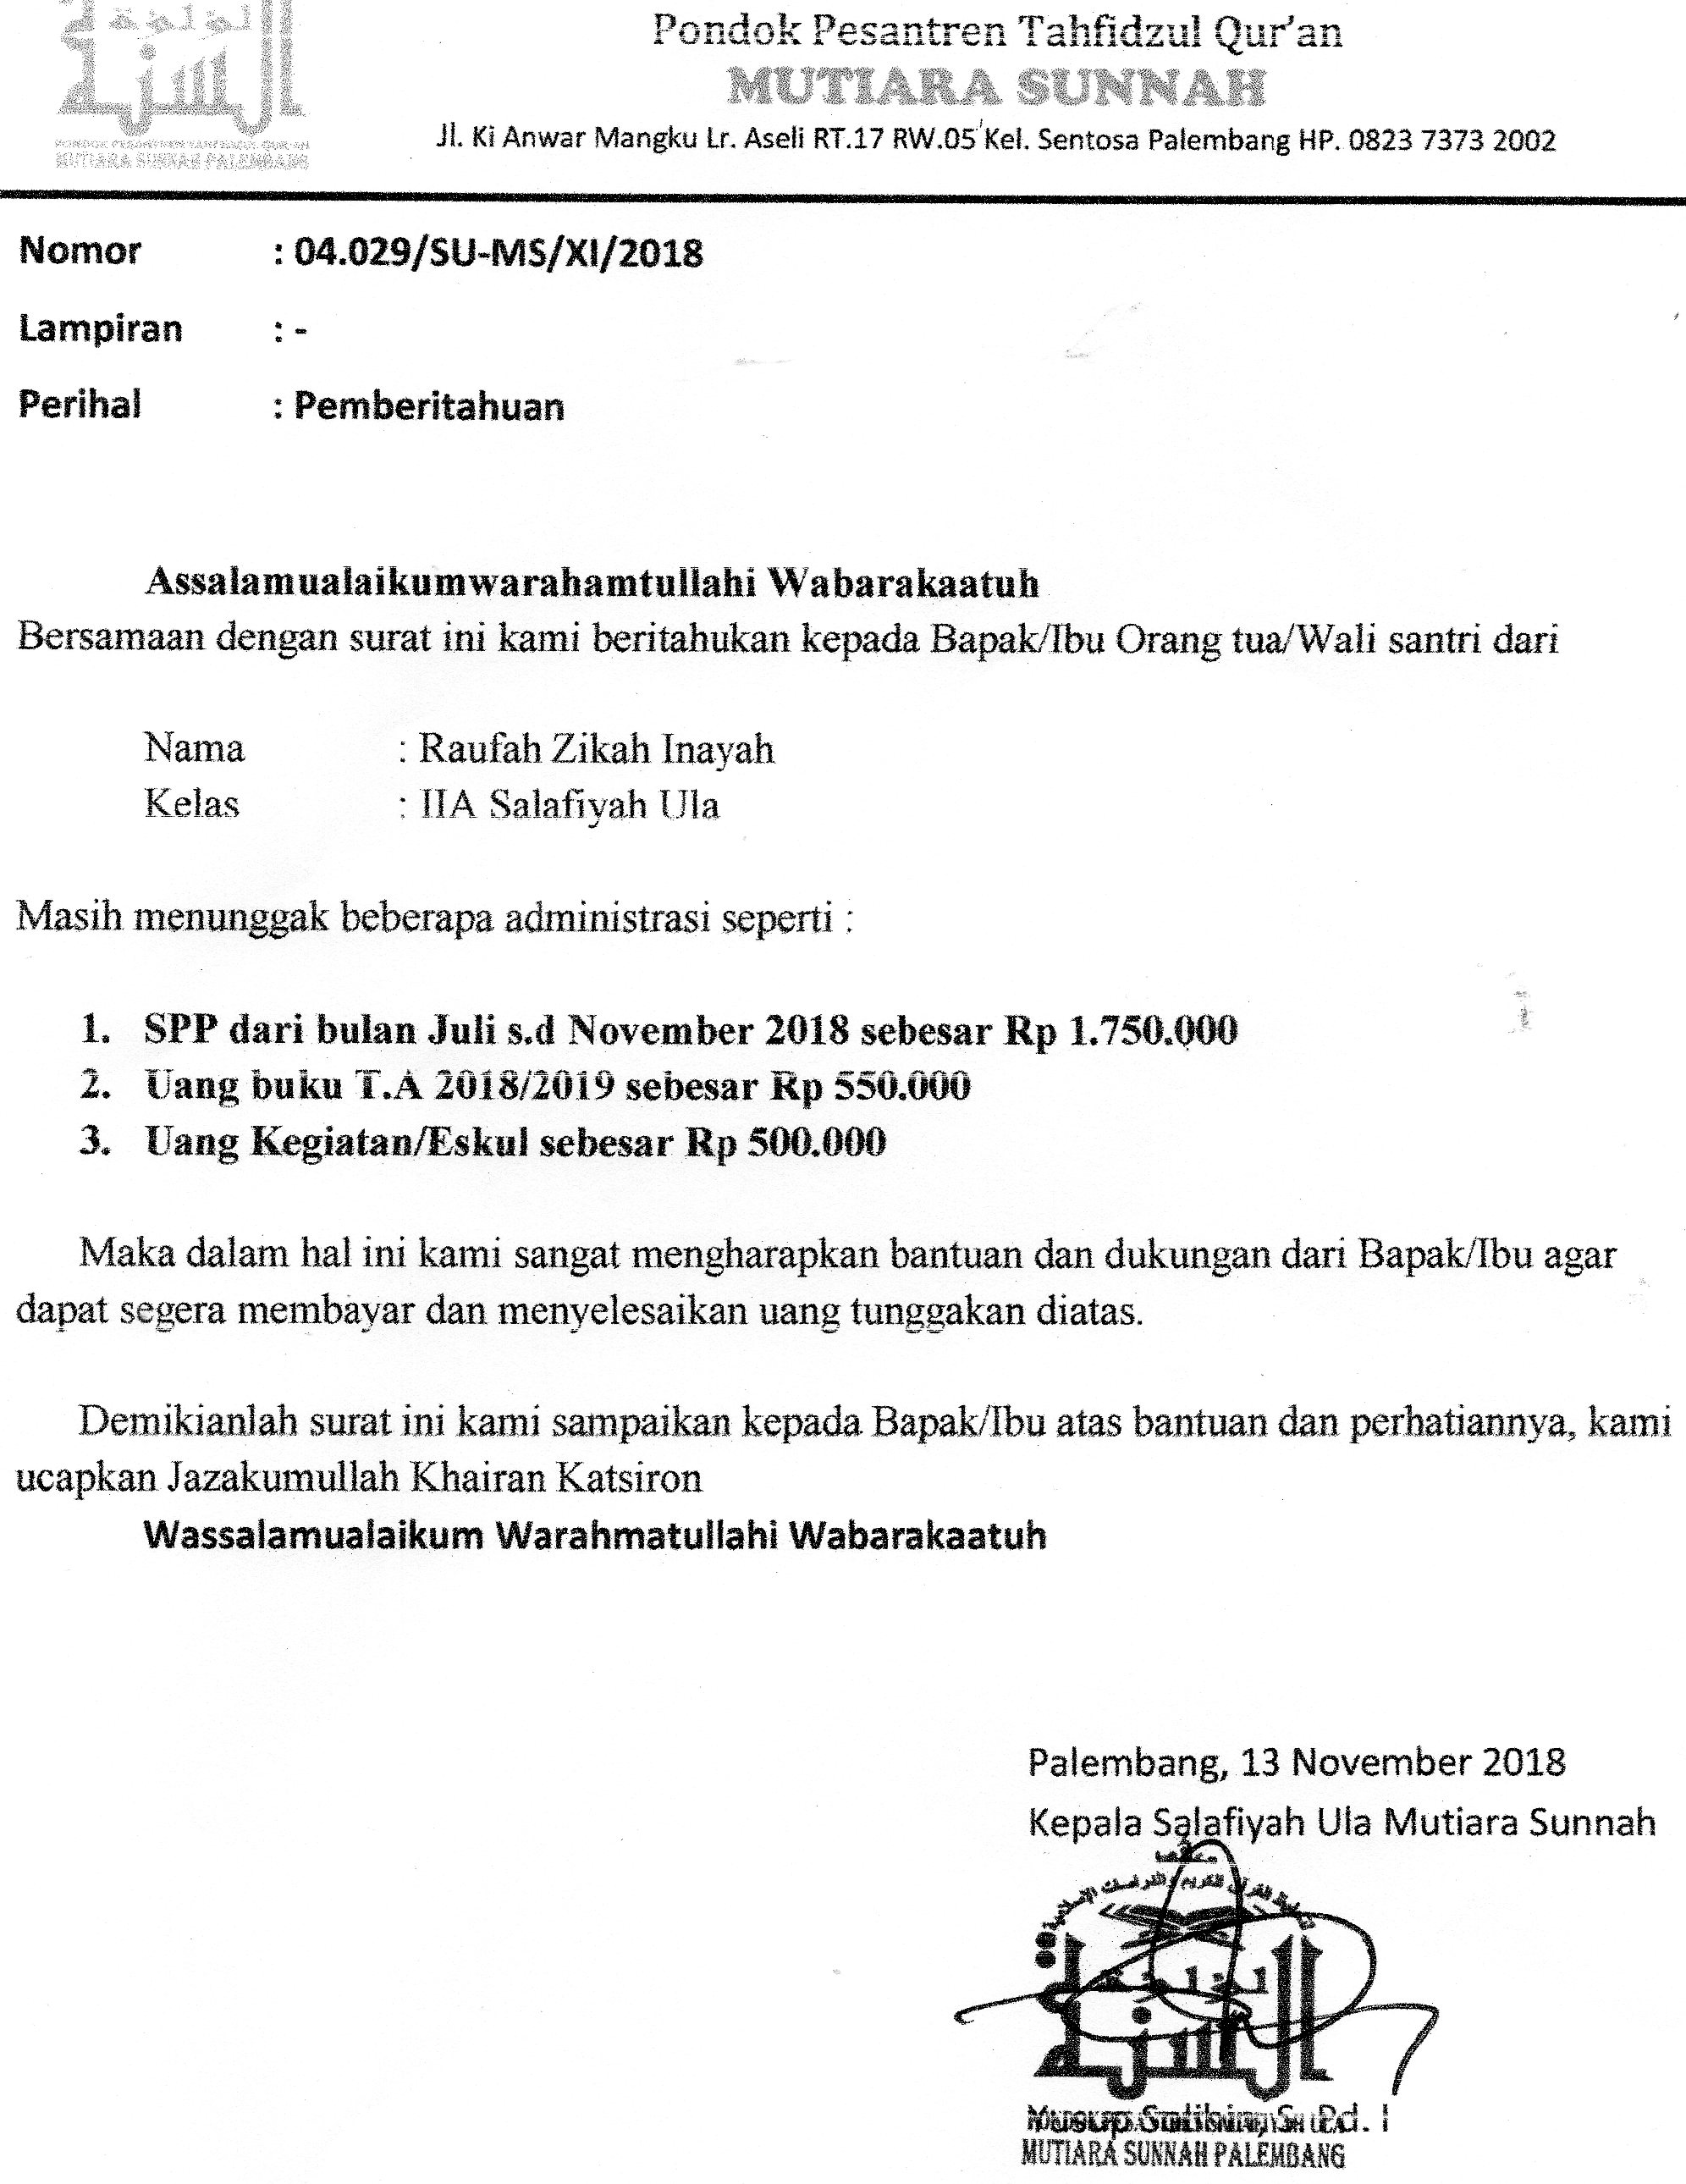 لؤلؤة
السنة
PONDOK PESANTREN TAHFIDZUL QUR'AN
MUTIARA SUNNAH PALEMBANG
Pondok Pesantren Tahfidzul Qur'an
MUTIARA SUNNAH
Jl. Ki Anwar Mangku Lr. Aseli RT.17 RW.05 Kel. Sentosa Palembang HP. 0823 7373 2002
Nomor : 04.029/SU-MS/XI/2018
Lampiran : -
Perihal : Pemberitahuan
Assalamualaikumwarahamtullahi Wabarakaatuh
Bersamaan dengan surat ini kami beritahukan kepada Bapak/Ibu Orang tua/Wali santri dari
Nama : Raufah Zikah Inayah
Kelas : IIA Salafiyah Ula
Masih menunggak beberapa administrasi seperti :
1. SPP dari bulan Juli s.d November 2018 sebesar Rp 1.750.000
2. Uang buku T.A 2018/2019 sebesar Rp 550.000
3. Uang Kegiatan/Eskul sebesar Rp 500.000
Maka dalam hal ini kami sangat mengharapkan bantuan dan dukungan dari Bapak/Ibu agar
dapat segera membayar dan menyelesaikan uang tunggakan diatas.
Demikianlah surat ini kami sampaikan kepada Bapak/Ibu atas bantuan dan perhatiannya, kami
ucapkan Jazakumullah Khairan Katsiron
Wassalamualaikum Warahmatullahi Wabarakaatuh
Palembang, 13 November 2018
Kepala Salafiyah Ula Mutiara Sunnah
السنة
S. Pd. I
MUTIARA SUNNAH PALEMBANG